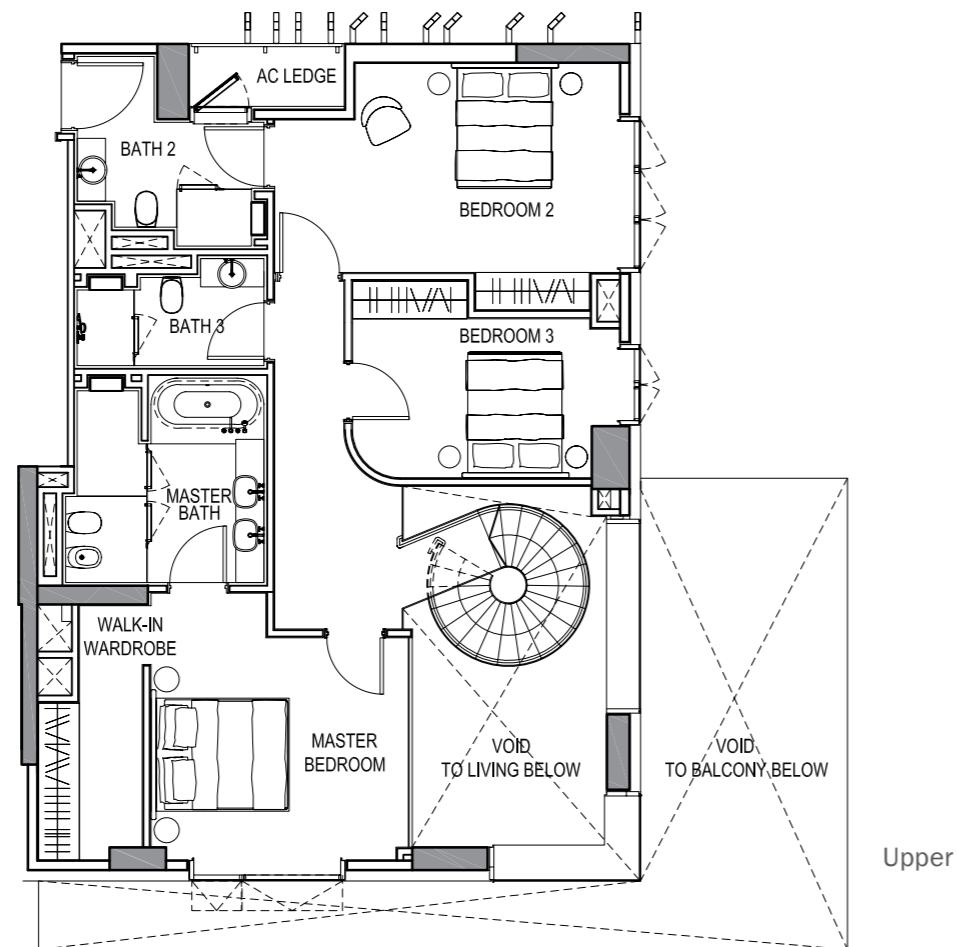 AC LEDGE
BATH 2
BEDROOM 2
BATH 3
BEDROOM 3
MASTER
BATH
WALK-IN
WARDROBE
MASTER
BEDROOM
VOID
TO LIVING BELOW
VOID
TO BALCONY BELOW
Upper